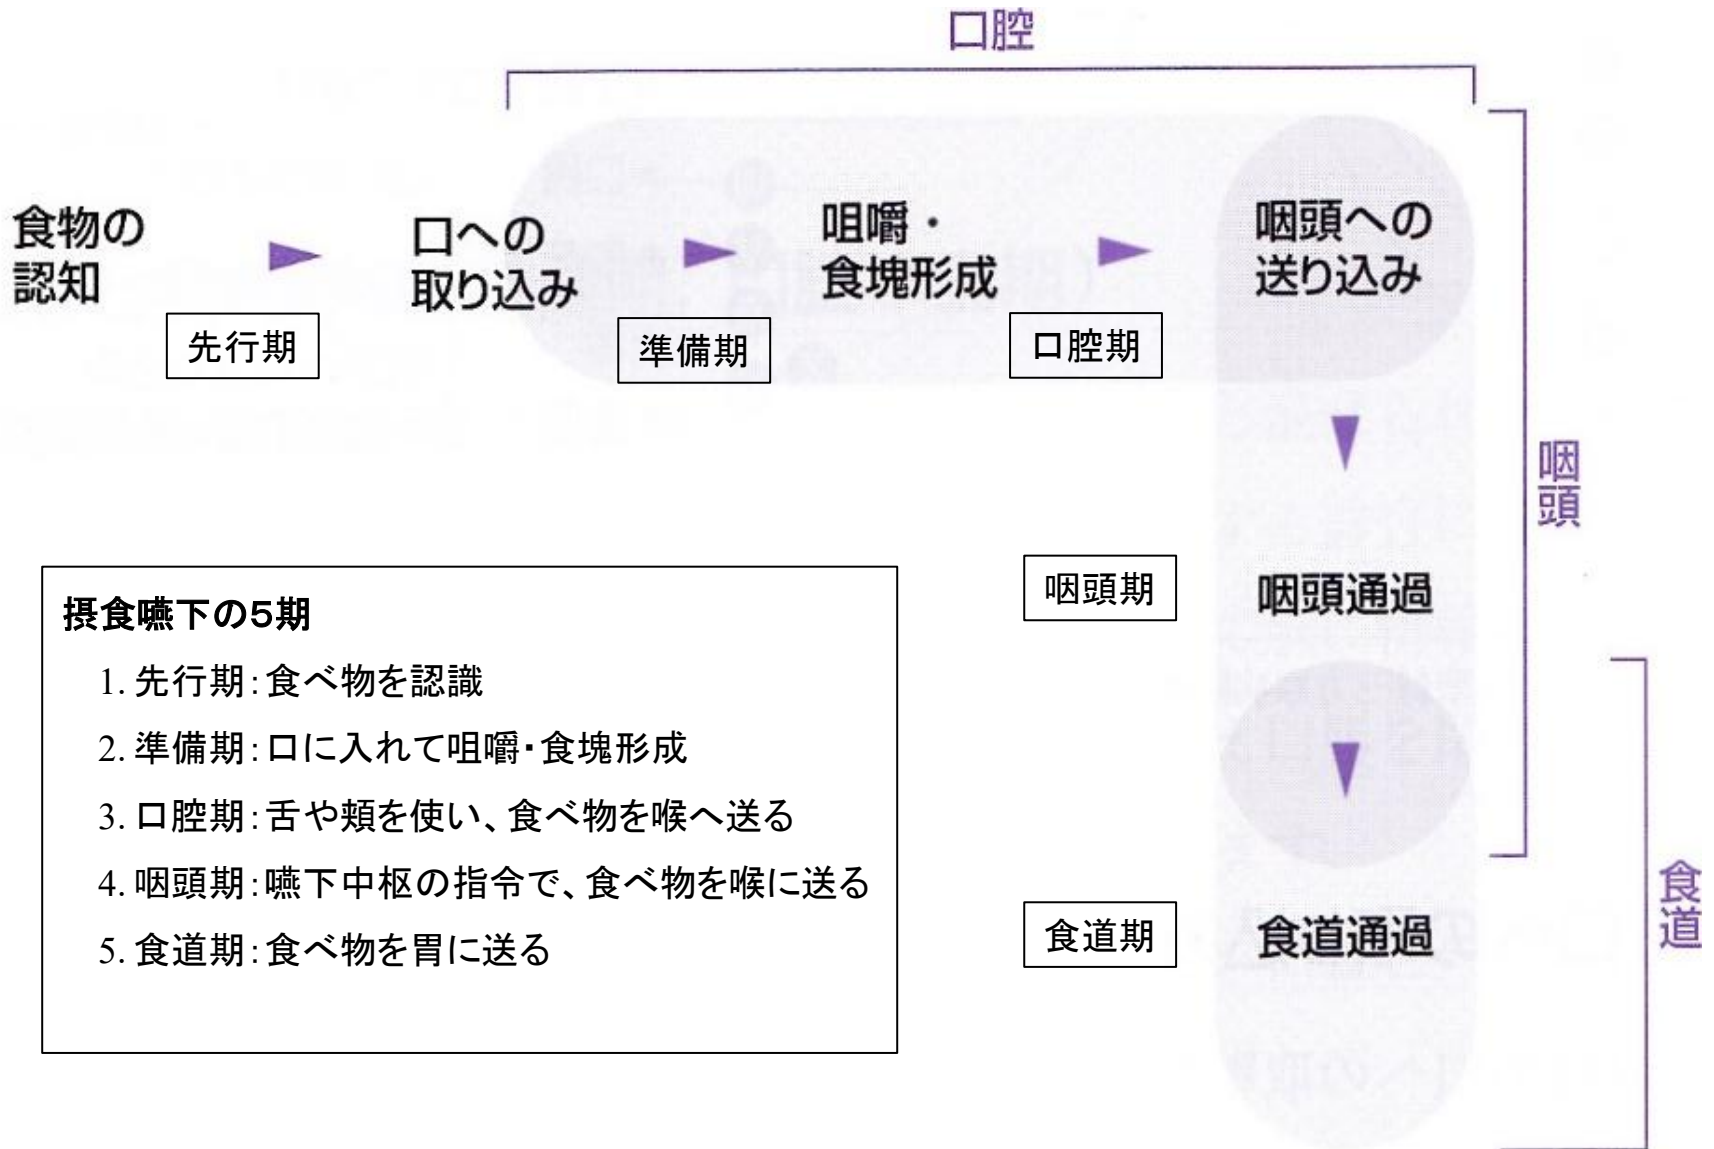 口腔
食物の
認知
口への
取り込み
咀嚼・
食塊形成
咽頭への
送り込み
先行期
準備期
口腔期
咽頭
咽頭期
咽頭通過
摂食嚥下の5期
1. 先行期:食べ物を認識
2. 準備期:口に入れて咀嚼・食塊形成
3. 口腔期:舌や頬を使い、食べ物を喉へ送る
4. 咽頭期:嚥下中枢の指令で、食べ物を喉に送る
5. 食道期:食べ物を胃に送る
食道期
食道通過
食道